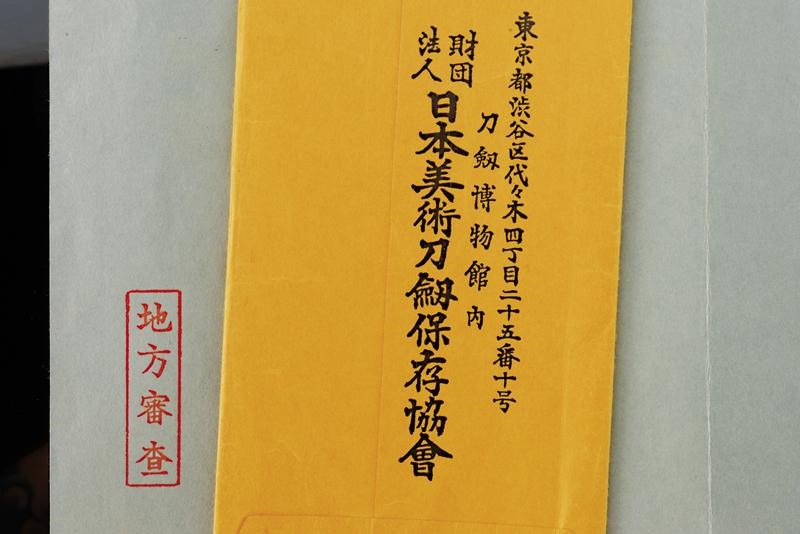 東京都渋谷区代々木四丁目二十五番十号
刀劔博物館内
財団
法人
日本美術刀劔保存協會
地方審査